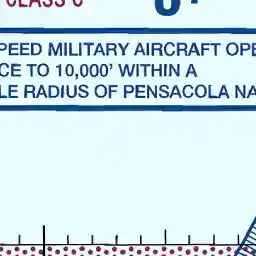 CLASS C
PEED MILITARY AIRCRAFT OPE
CE TO 10,000' WITHIN A
LE RADIUS OF PENSACOLA NA